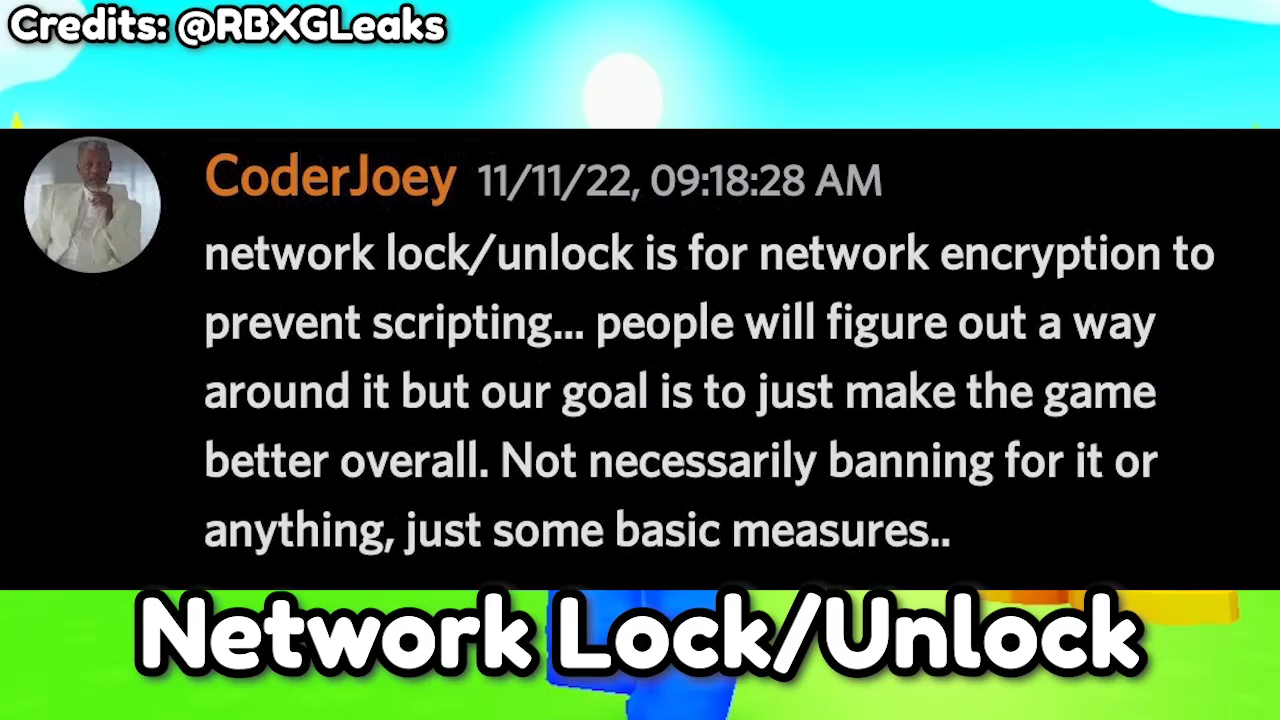 Credits: @RBXGLeaks
CoderJoey 11/11/22, 09:18:28 AM
network lock/unlock is for network encryption to
prevent scripting... people will figure out a way
around it but our goal is to just make the game
better overall. Not necessarily banning for it or
anything, just some basic measures..
Network Lock/Unlock